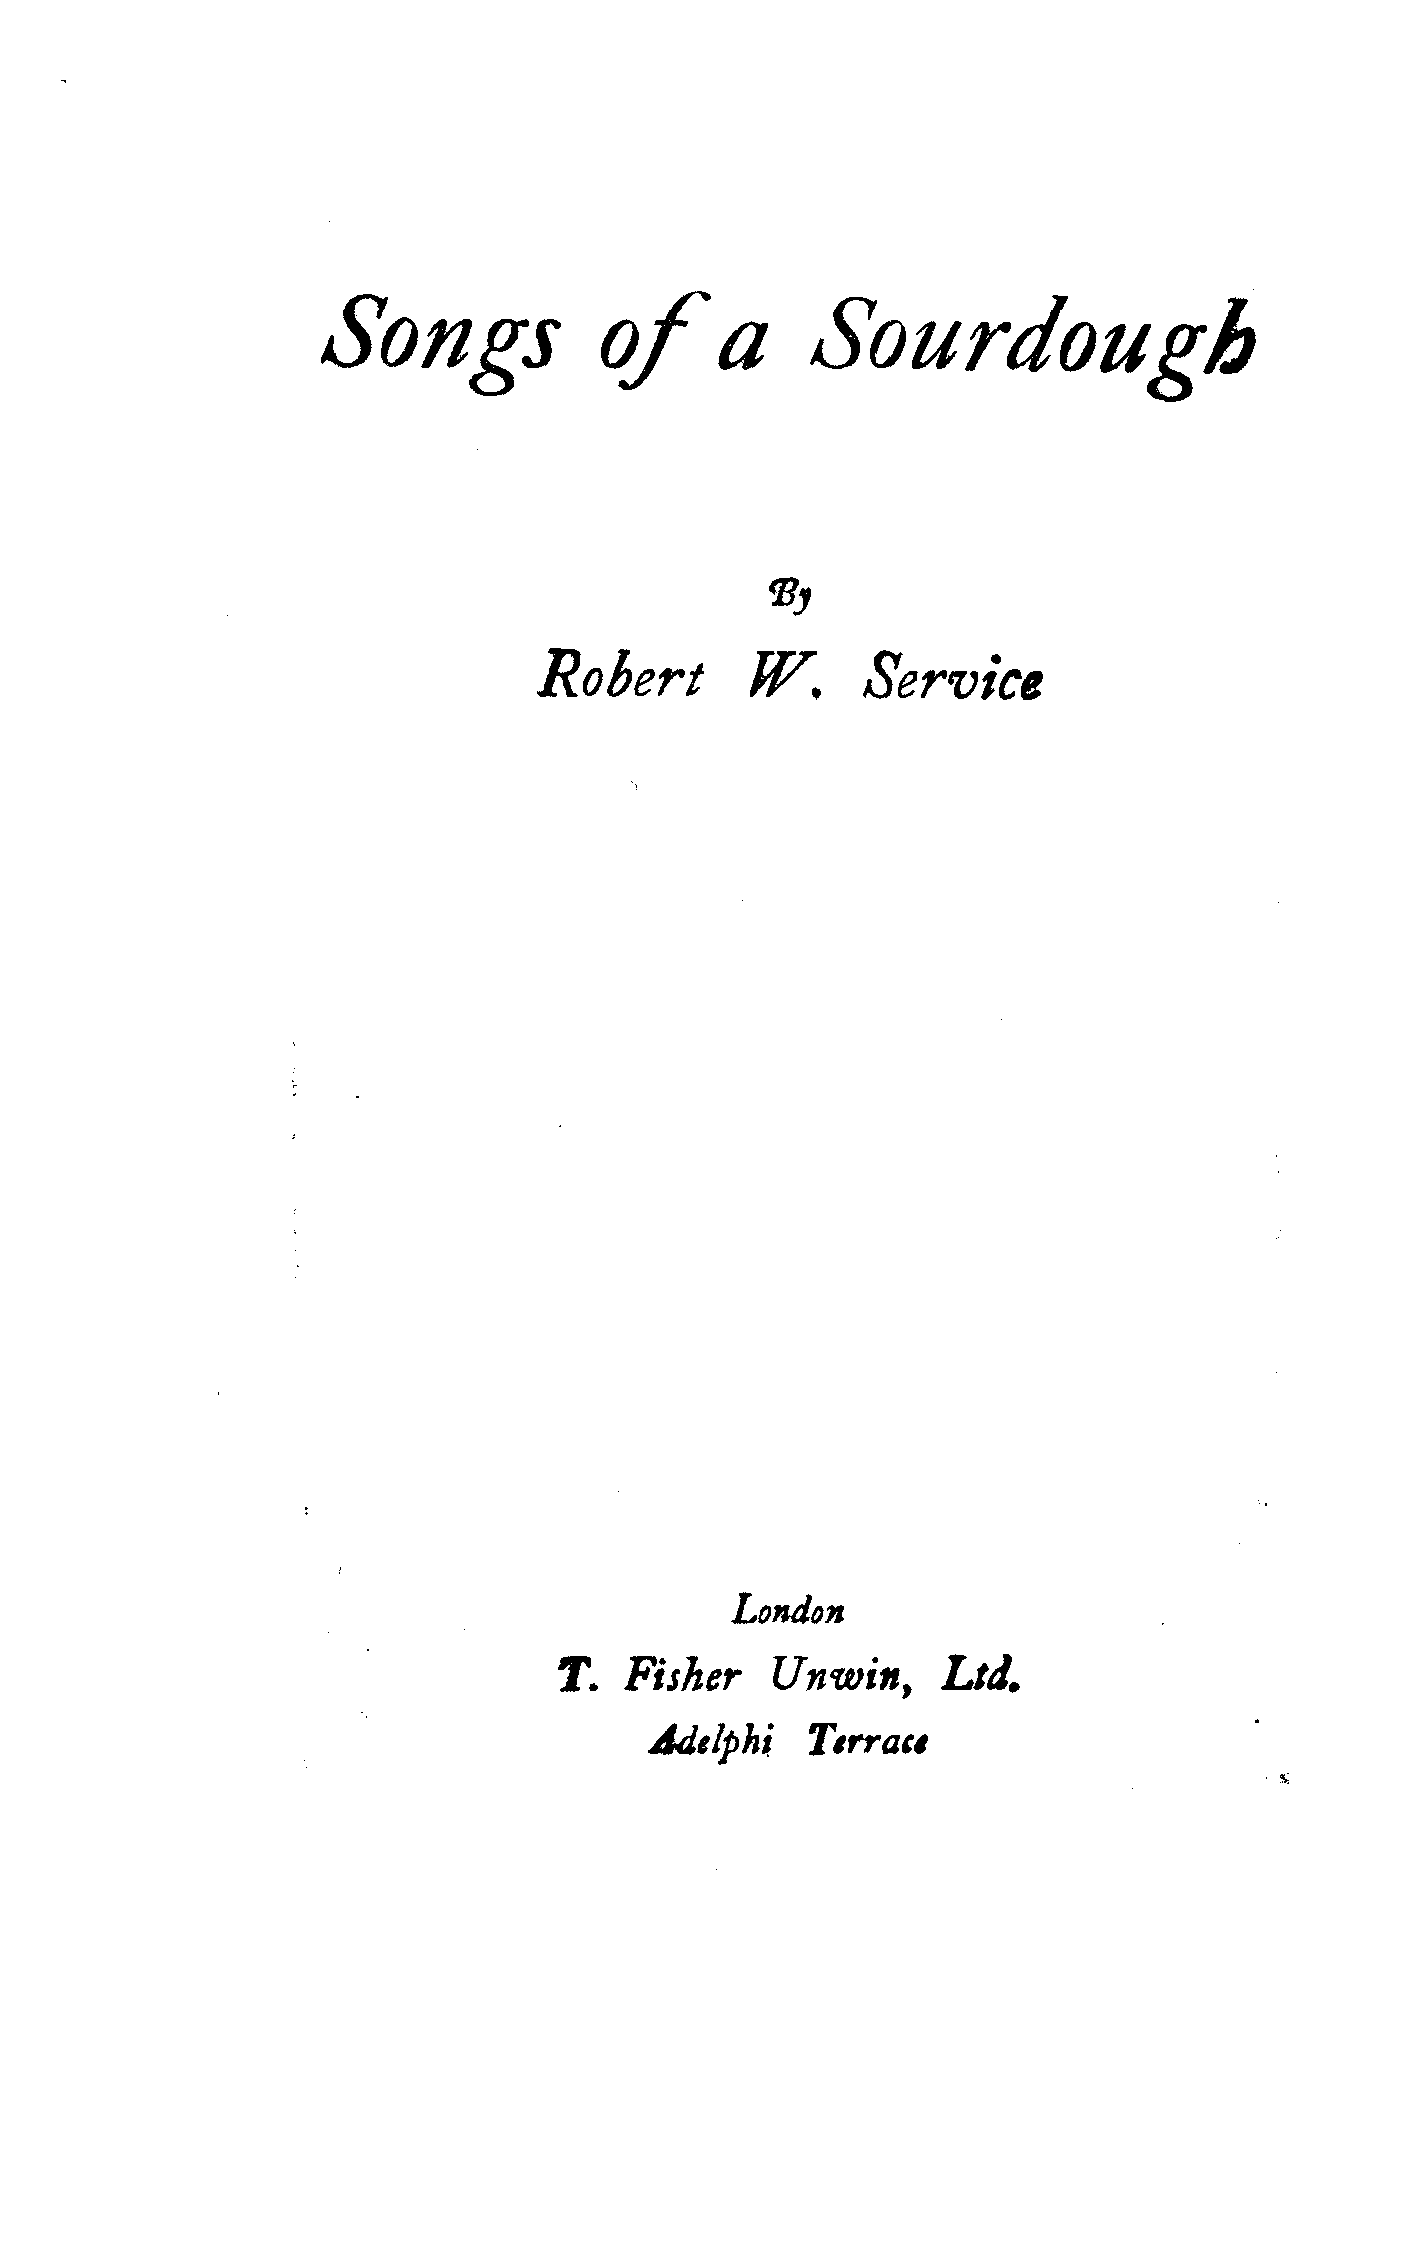 Songs of a Sourdough
By
Robert W. Service
London
T. Fisher Unwin, Ltd.
Adelphi Terrace